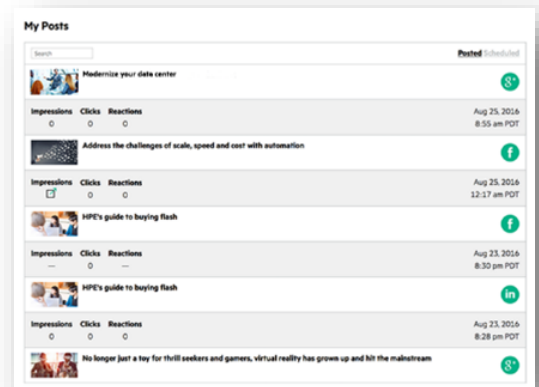 My Posts
Search
Posted Scheduled
Modernize your data center
g+
Impressions Clicks Reactions
0 0 0
Aug 25, 2016
8:55 am PDT
Address the challenges of scale, speed and cost with automation
f
Impressions Clicks Reactions
0 0
Aug 25, 2016
12:17 am PDT
HPE's guide to buying flash
f
Impressions Clicks Reactions
-- 0 --
Aug 23, 2016
8:30 pm PDT
HPE's guide to buying flash
in
Impressions Clicks Reactions
0 0 0
Aug 23, 2016
8:28 pm PDT
No longer just a toy for thrill seekers and gamers, virtual reality has grown up and hit the mainstream
g+